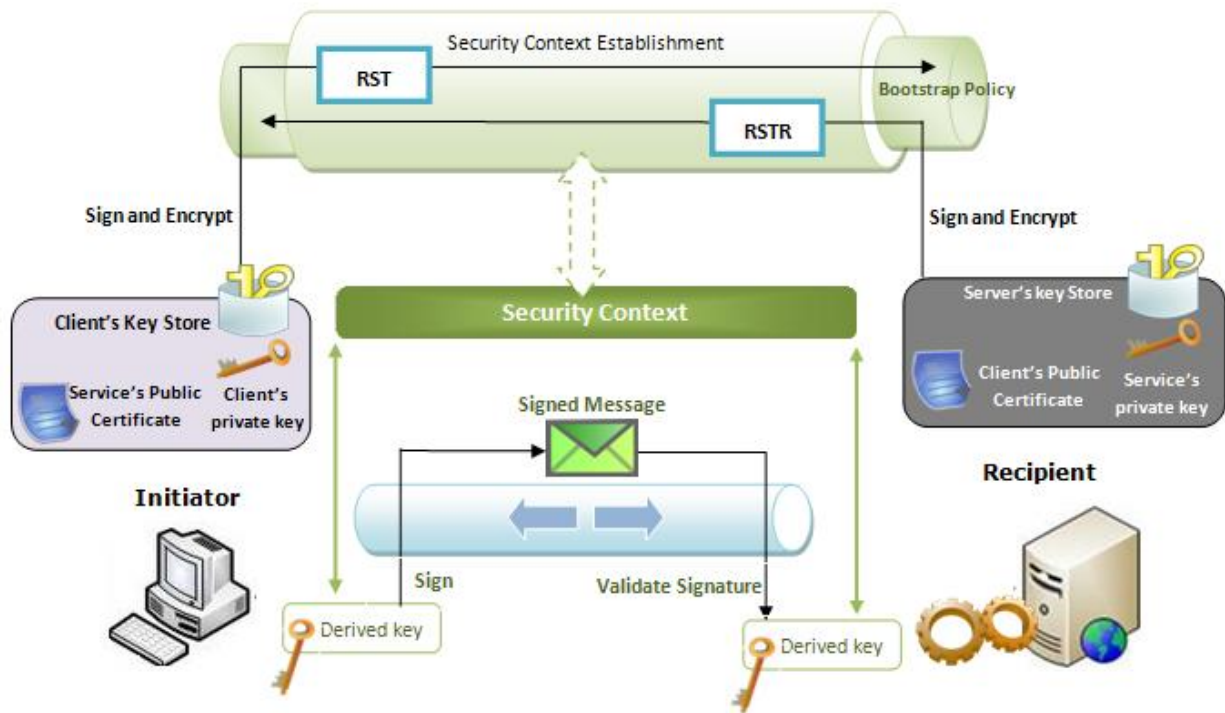 Security Context Establishment
RST
Bootstrap Policy
RSTR
Sign and Encrypt
Sign and Encrypt
Client's Key Store
Service's Public
Certificate
Client's
private key
Security Context
Server's key Store
Client's Public
Certificate
Service's
private key
Signed Message
Initiator
Recipient
Sign
Validate Signature
Derived key
Derived key